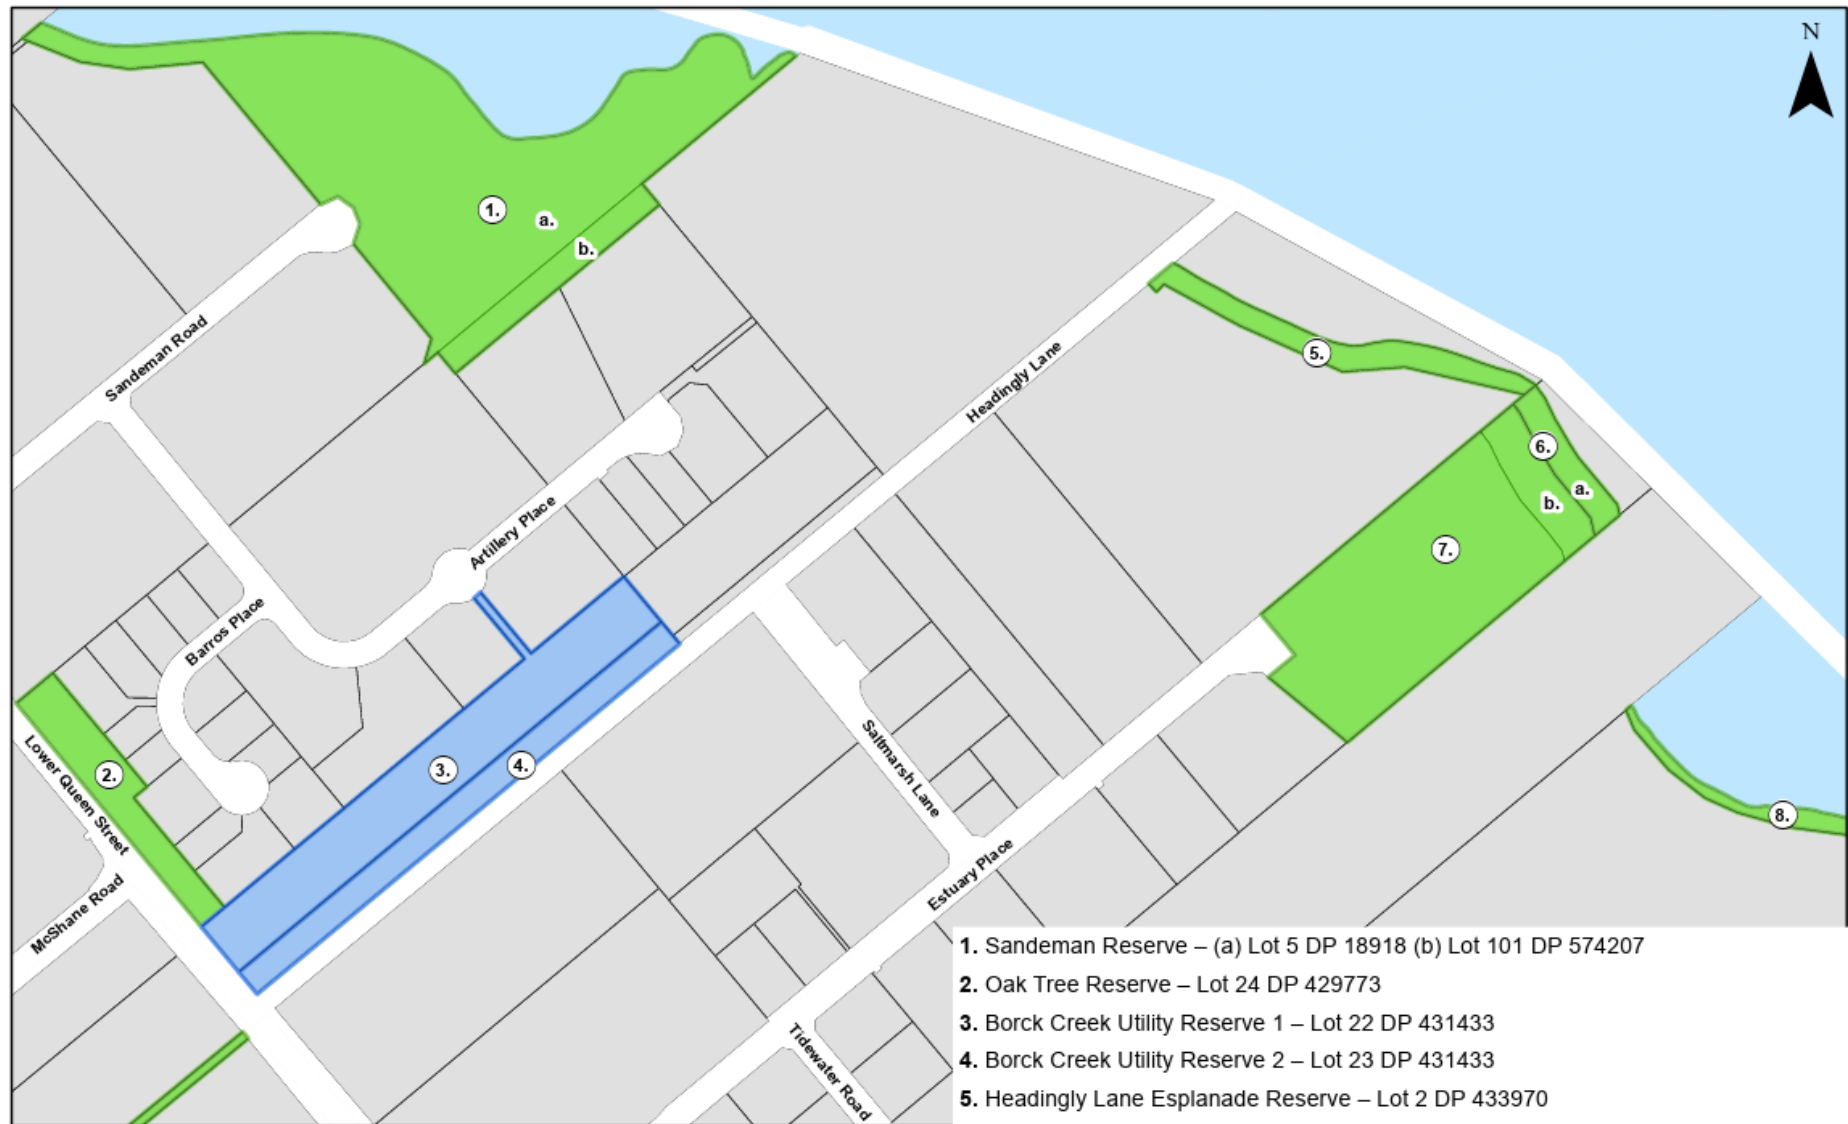 N
1.
a.
b.
Sandeman Road
Headingly Lane
5.
6.
a.
b.
7.
Artillery Place
Barros Place
2.
Lower Queen Street
McShane Road
3.
4.
Saltmarsh Lane
Estuary Place
Tidewater Road
8.
1. Sandeman Reserve – (a) Lot 5 DP 18918 (b) Lot 101 DP 574207
2. Oak Tree Reserve – Lot 24 DP 429773
3. Borck Creek Utility Reserve 1 – Lot 22 DP 431433
4. Borck Creek Utility Reserve 2 – Lot 23 DP 431433
5. Headingly Lane Esplanade Reserve – Lot 2 DP 433970